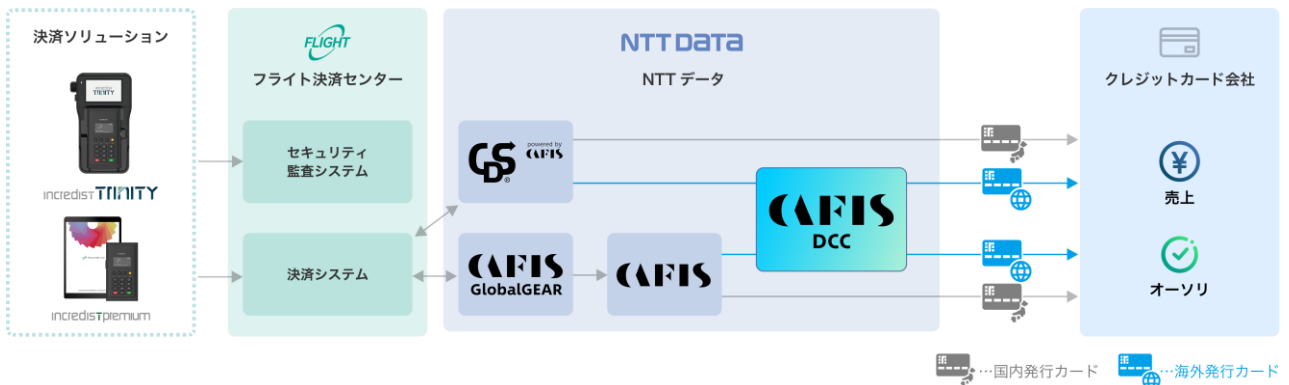 決済ソリューション
TRINITY
incredist TRINITY
incredist premium
FLIGHT
フライト決済センター
セキュリティ
監査システム
決済システム
NTT DATA
NTT データ
CDS®
powered by
CAFIS
CAFIS
GlobalGEAR
CAFIS
CAFIS
DCC
クレジットカード会社
売上
オーソリ
…国内発行カード
…海外発行カード